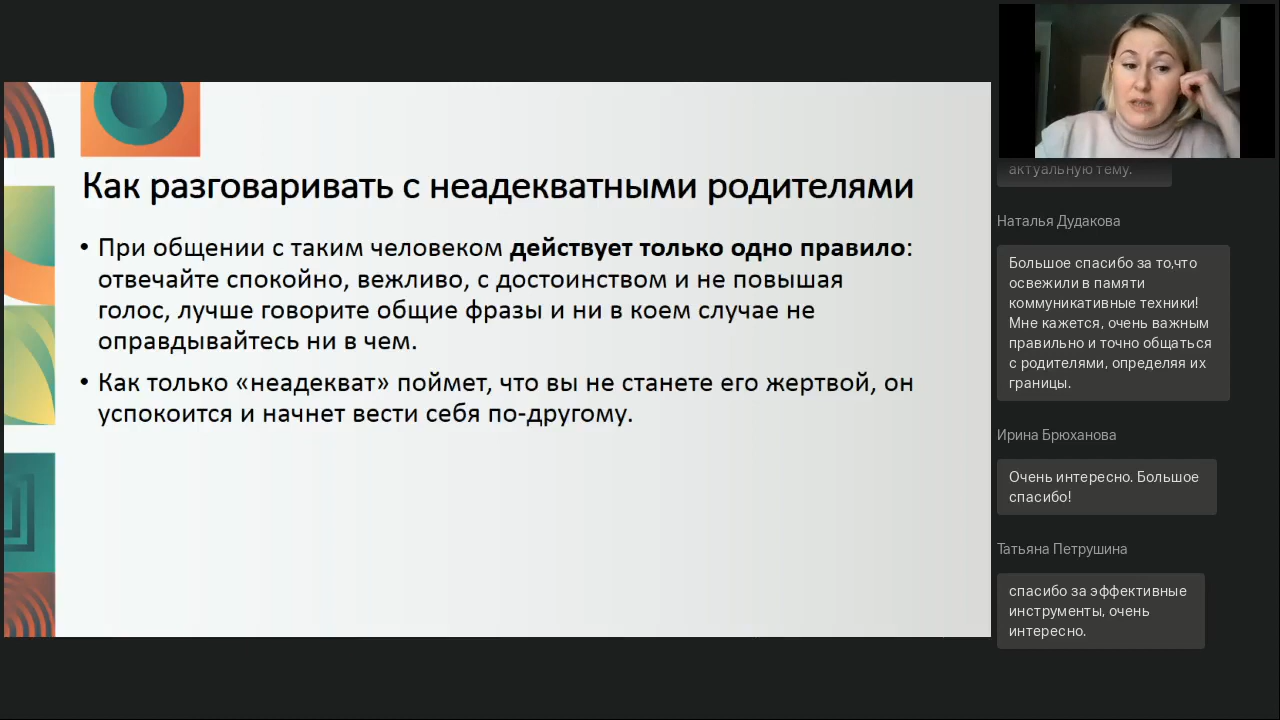 Как разговаривать с неадекватными родителями
• При общении с таким человеком действует только одно правило:
отвечайте спокойно, вежливо, с достоинством и не повышая
голос, лучше говорите общие фразы и ни в коем случае не
оправдывайтесь ни в чем.
• Как только «неадекват» поймет, что вы не станете его жертвой, он
успокоится и начнет вести себя по-другому.
актуальную тему.
Наталья Дудакова
Большое спасибо за то,что
освежили в памяти
коммуникативные техники!
Мне кажется, очень важным
правильно и точно общаться
с родителями, определяя их
границы.
Ирина Брюханова
Очень интересно. Большое
спасибо!
Татьяна Петрушина
спасибо за эффективные
инструменты, очень
интересно.